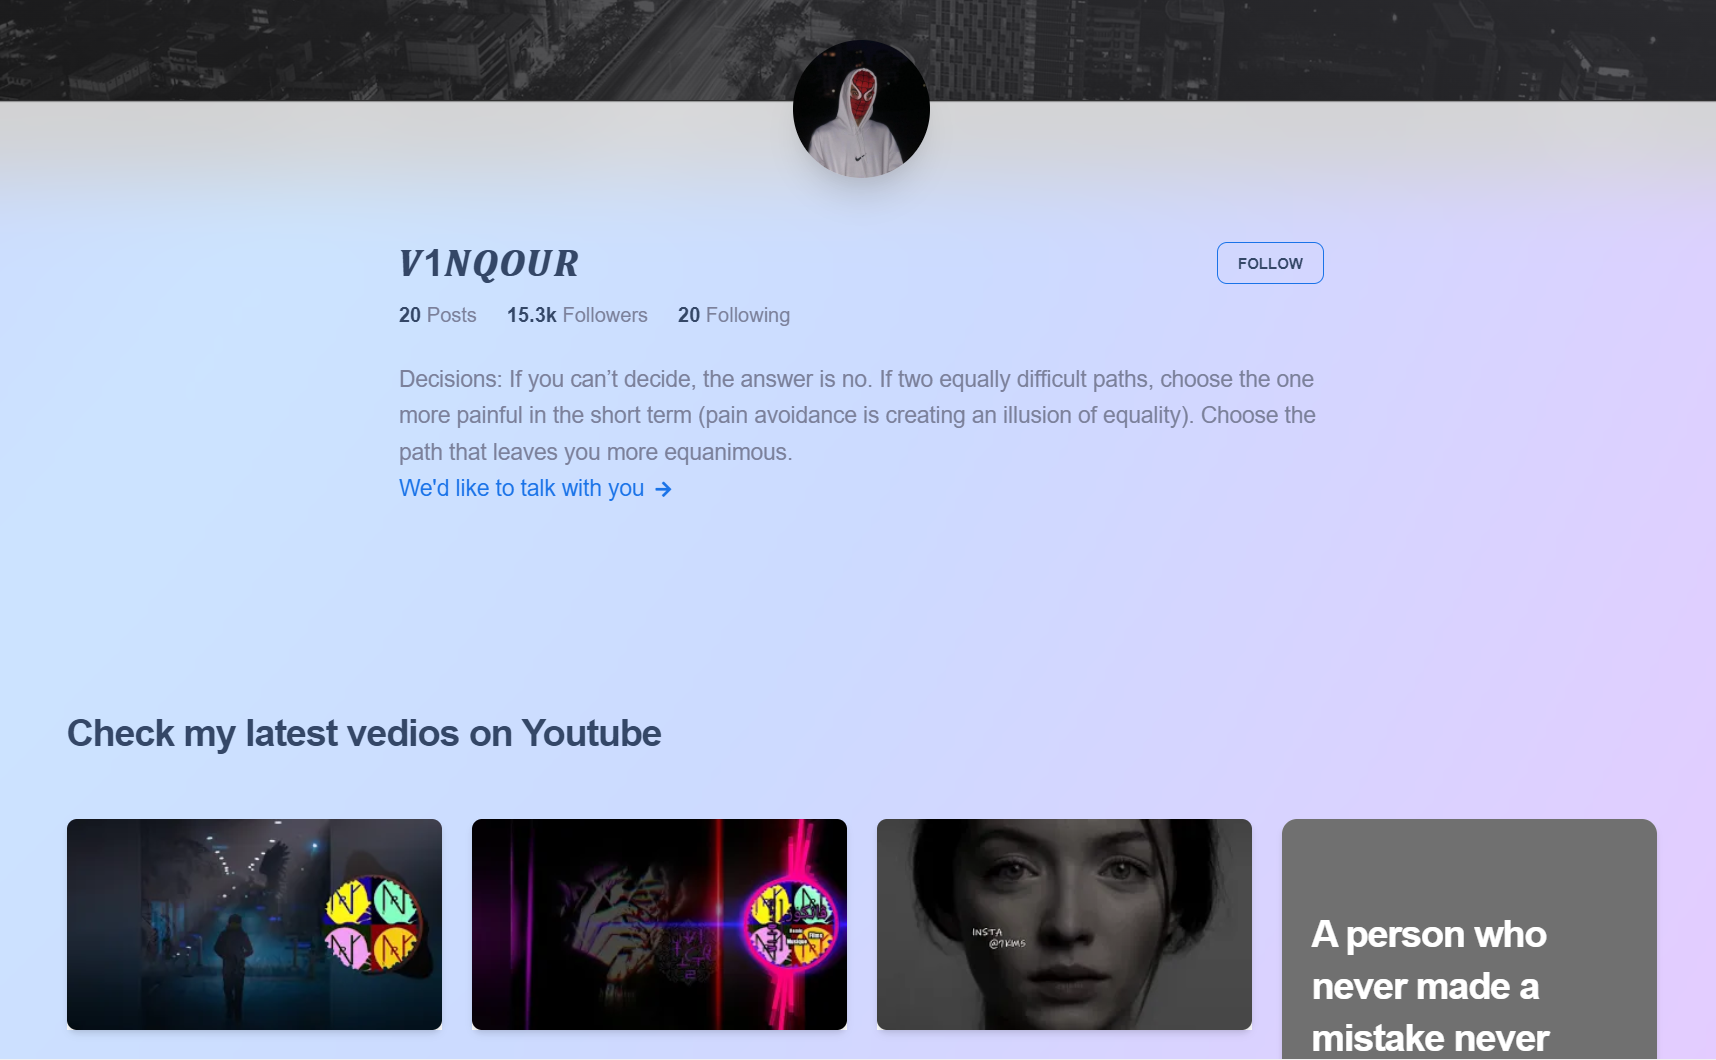 V1NQOUR
FOLLOW
20 Posts 15.3k Followers 20 Following
Decisions: If you can’t decide, the answer is no. If two equally difficult paths, choose the one
more painful in the short term (pain avoidance is creating an illusion of equality). Choose the
path that leaves you more equanimous.
We'd like to talk with you →
Check my latest vedios on Youtube
INSTA
@7KIMS
A person who
never made a
mistake never